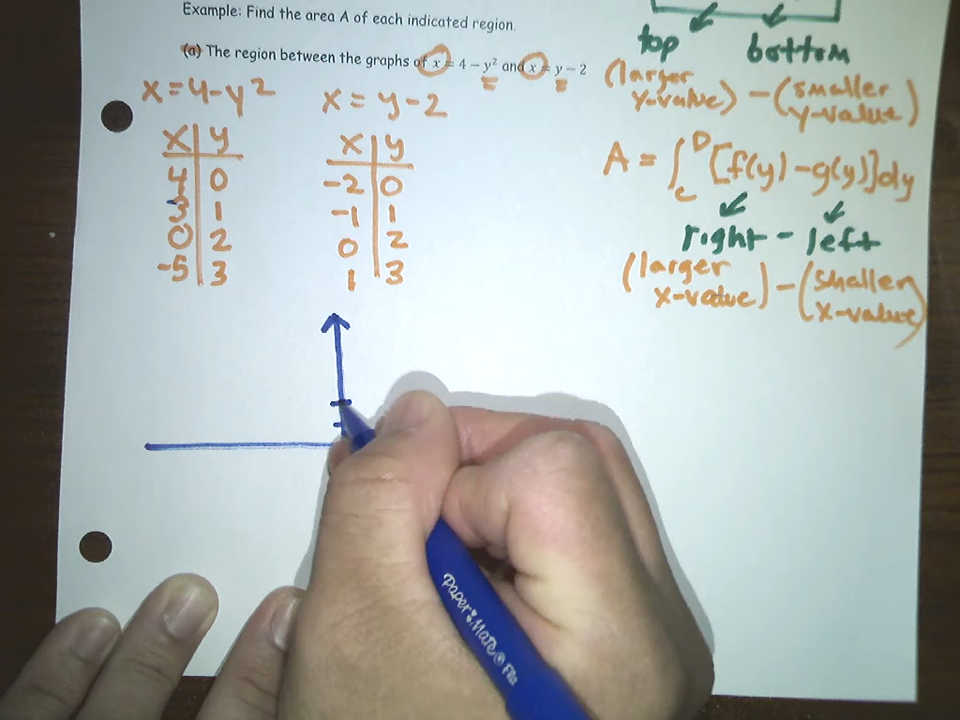 Example: Find the area A of each indicated region.
(a) The region between the graphs of x = 4 − y² and x = y − 2
x = 4 − y²
x y
4 0
3 1
0 2
-5 3
x = y − 2
x y
-2 0
-1 1
0 2
1 3
top bottom
(larger y-value) − (smaller y-value)
A = ∫_c^D [f(y) − g(y)] dy
right − left
(larger x-value) − (smaller x-value)
Paper Mate® Flex